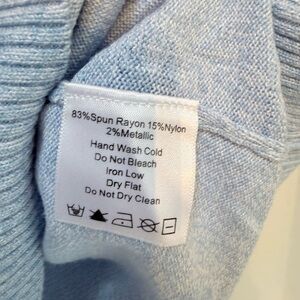 83%Spun Rayon 15%Nylon
2%Metallic
Hand Wash Cold
Do Not Bleach
Iron Low
Dry Flat
Do Not Dry Clean